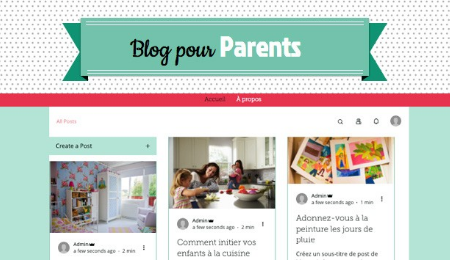 Blog pour Parents
Accueil À propos
All Posts
Create a Post +
Admin
a few seconds ago - 2 min
Admin
a few seconds ago - 2 min
Comment initier vos
enfants à la cuisine
Admin
a few seconds ago - 1 min
Adonnez-vous à la
peinture les jours de
pluie
Créez un sous-titre de post de